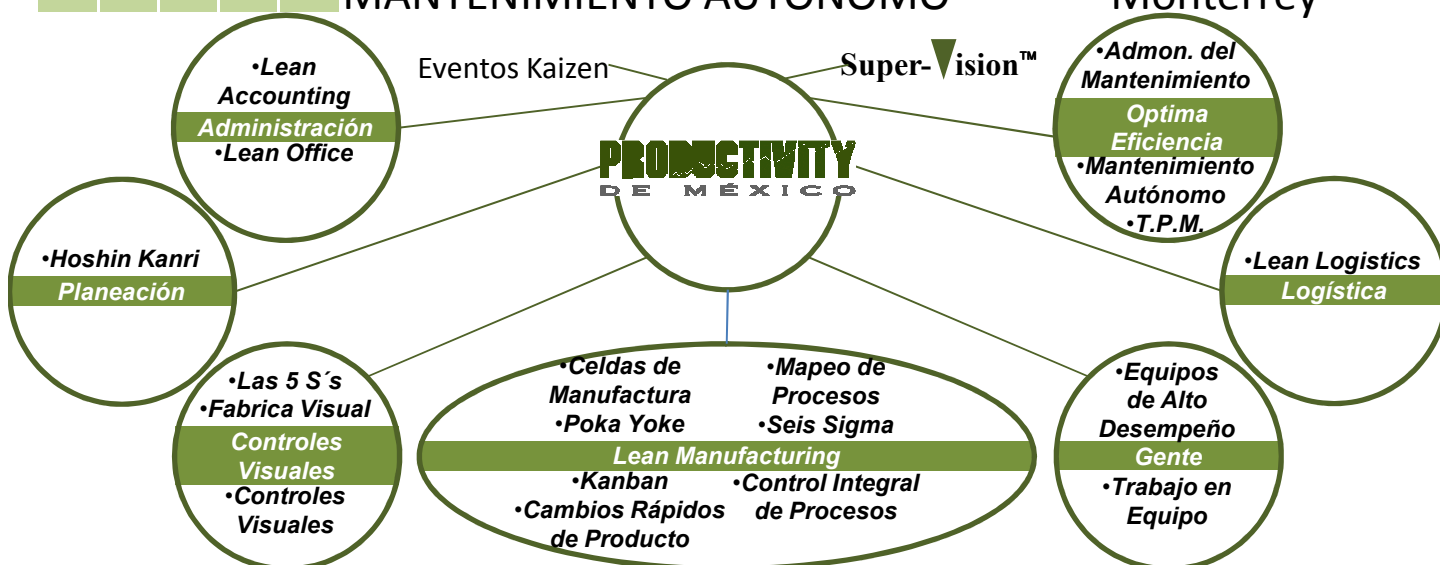 MANTENIMIENTO AUTONOMO
Monterrey
Eventos Kaizen
Super-Vision™
PRODUCTIVITY
DE MÉXICO
•Lean
Accounting
Administración
•Lean Office
•Admon. del
Mantenimiento
Optima
Eficiencia
•Mantenimiento
Autónomo
•T.P.M.
•Hoshin Kanri
Planeación
•Lean Logistics
Logística
•Las 5 S´s
•Fabrica Visual
Controles
Visuales
•Controles
Visuales
•Celdas de
Manufactura
•Poka Yoke
•Mapeo de
Procesos
•Seis Sigma
Lean Manufacturing
•Kanban
•Cambios Rápidos
de Producto
•Control Integral
de Procesos
•Equipos
de Alto
Desempeño
Gente
•Trabajo en
Equipo